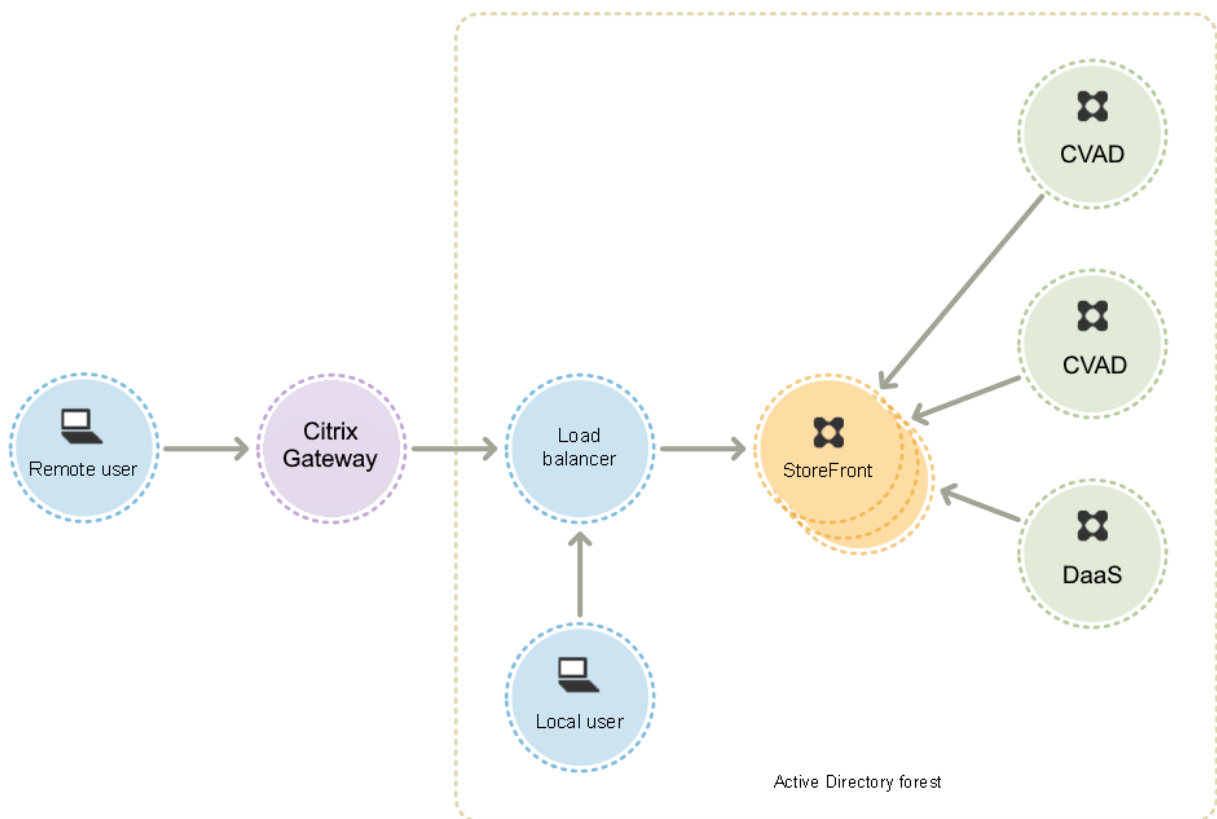 CVAD
CVAD
Remote user
Citrix
Gateway
Load
balancer
StoreFront
DaaS
Local user
Active Directory forest